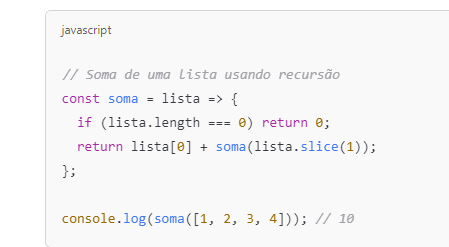 javascript
// Soma de uma lista usando recursão
const soma = lista => {
if (lista.length === 0) return 0;
return lista[0] + soma(lista.slice(1));
};
console.log(soma([1, 2, 3, 4])); // 10